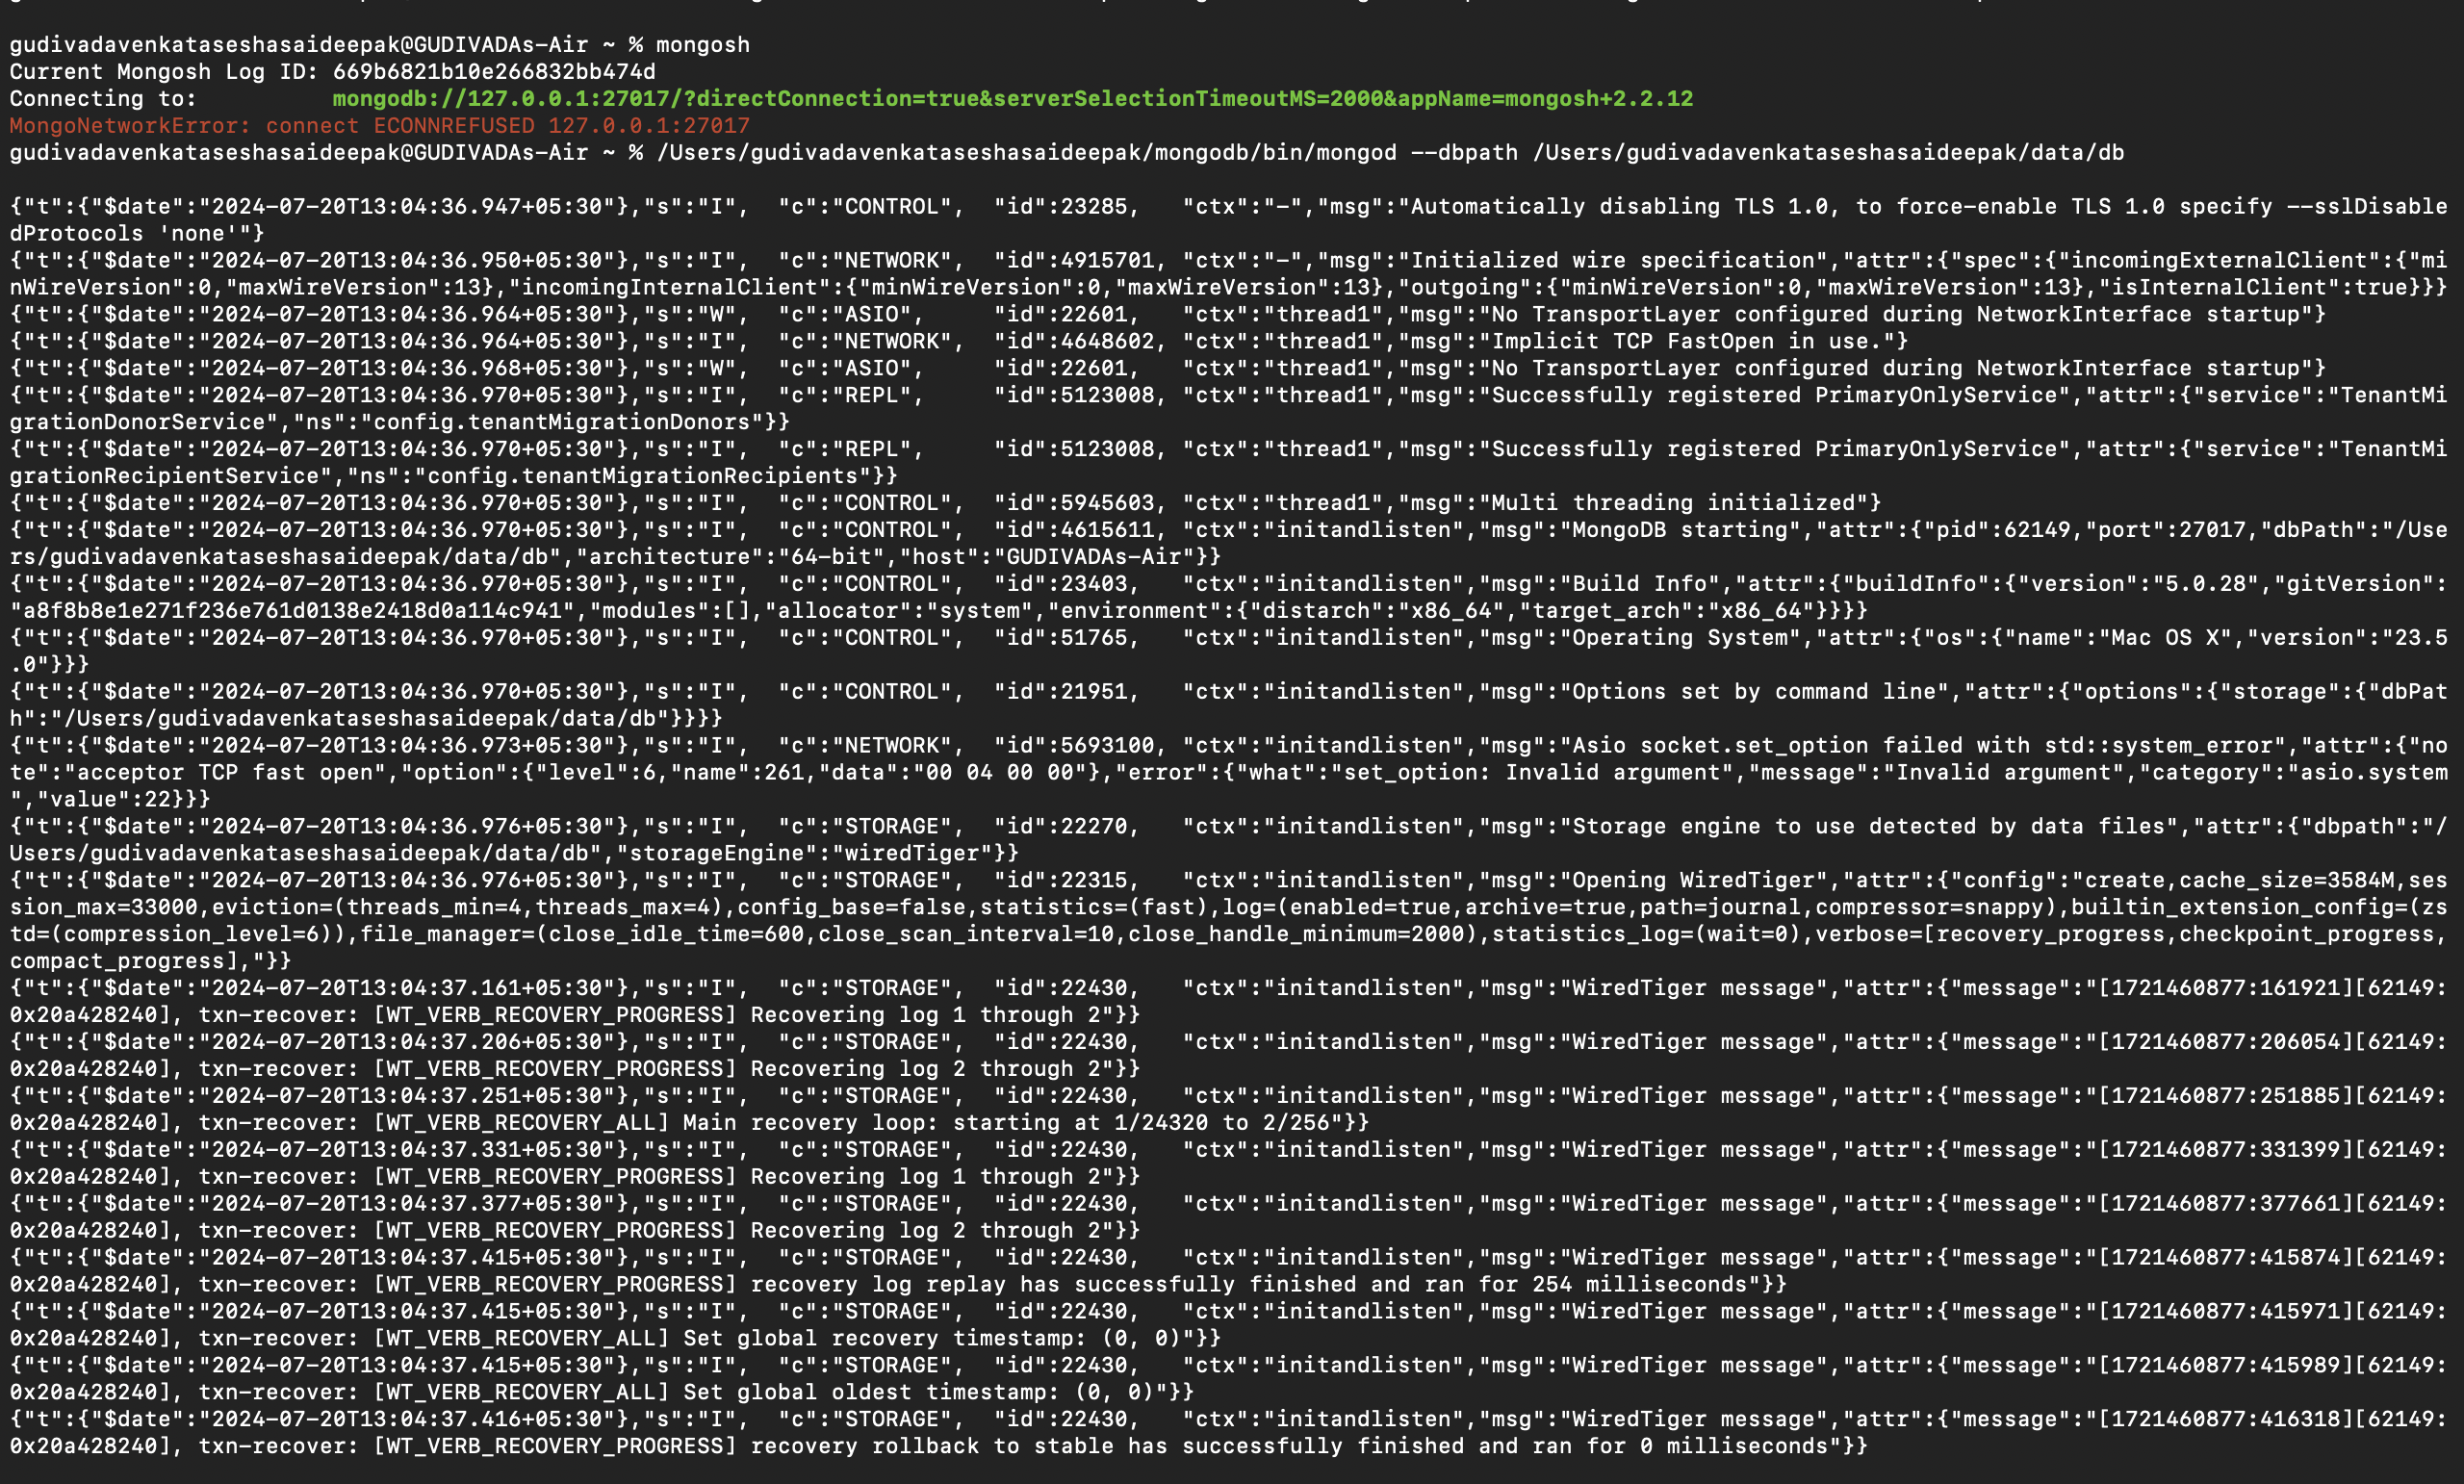 gudivadavenkataseshasaideepak@GUDIVADAs-Air ~ % mongosh
Current Mongosh Log ID: 669b6821b10e266832bb474d
Connecting to:          mongodb://127.0.0.1:27017/?directConnection=true&serverSelectionTimeoutMS=2000&appName=mongosh+2.2.12
MongoNetworkError: connect ECONNREFUSED 127.0.0.1:27017
gudivadavenkataseshasaideepak@GUDIVADAs-Air ~ % /Users/gudivadavenkataseshasaideepak/mongodb/bin/mongod --dbpath /Users/gudivadavenkataseshasaideepak/data/db
{"t":{"$date":"2024-07-20T13:04:36.947+05:30"},"s":"I",  "c":"CONTROL",  "id":23285,   "ctx":"-","msg":"Automatically disabling TLS 1.0, to force-enable TLS 1.0 specify --sslDisable
dProtocols 'none'"}
{"t":{"$date":"2024-07-20T13:04:36.950+05:30"},"s":"I",  "c":"NETWORK",  "id":4915701, "ctx":"-","msg":"Initialized wire specification","attr":{"spec":{"incomingExternalClient":{"mi
nWireVersion":0,"maxWireVersion":13},"incomingInternalClient":{"minWireVersion":0,"maxWireVersion":13},"outgoing":{"minWireVersion":0,"maxWireVersion":13},"isInternalClient":true}}}
{"t":{"$date":"2024-07-20T13:04:36.964+05:30"},"s":"W",  "c":"ASIO",     "id":22601,   "ctx":"thread1","msg":"No TransportLayer configured during NetworkInterface startup"}
{"t":{"$date":"2024-07-20T13:04:36.964+05:30"},"s":"I",  "c":"NETWORK",  "id":4648602, "ctx":"thread1","msg":"Implicit TCP FastOpen in use."}
{"t":{"$date":"2024-07-20T13:04:36.968+05:30"},"s":"W",  "c":"ASIO",     "id":22601,   "ctx":"thread1","msg":"No TransportLayer configured during NetworkInterface startup"}
{"t":{"$date":"2024-07-20T13:04:36.970+05:30"},"s":"I",  "c":"REPL",     "id":5123008, "ctx":"thread1","msg":"Successfully registered PrimaryOnlyService","attr":{"service":"TenantMi
grationDonorService","ns":"config.tenantMigrationDonors"}}
{"t":{"$date":"2024-07-20T13:04:36.970+05:30"},"s":"I",  "c":"REPL",     "id":5123008, "ctx":"thread1","msg":"Successfully registered PrimaryOnlyService","attr":{"service":"TenantMi
grationRecipientService","ns":"config.tenantMigrationRecipients"}}
{"t":{"$date":"2024-07-20T13:04:36.970+05:30"},"s":"I",  "c":"CONTROL",  "id":5945603, "ctx":"thread1","msg":"Multi threading initialized"}
{"t":{"$date":"2024-07-20T13:04:36.970+05:30"},"s":"I",  "c":"CONTROL",  "id":4615611, "ctx":"initandlisten","msg":"MongoDB starting","attr":{"pid":62149,"port":27017,"dbPath":"/Use
rs/gudivadavenkataseshasaideepak/data/db","architecture":"64-bit","host":"GUDIVADAs-Air"}}
{"t":{"$date":"2024-07-20T13:04:36.970+05:30"},"s":"I",  "c":"CONTROL",  "id":23403,   "ctx":"initandlisten","msg":"Build Info","attr":{"buildInfo":{"version":"5.0.28","gitVersion":
"a8f8b8e1e271f236e761d0138e2418d0a114c941","modules":[],"allocator":"system","environment":{"distarch":"x86_64","target_arch":"x86_64"}}}}
{"t":{"$date":"2024-07-20T13:04:36.970+05:30"},"s":"I",  "c":"CONTROL",  "id":51765,   "ctx":"initandlisten","msg":"Operating System","attr":{"os":{"name":"Mac OS X","version":"23.5
.0"}}}
{"t":{"$date":"2024-07-20T13:04:36.970+05:30"},"s":"I",  "c":"CONTROL",  "id":21951,   "ctx":"initandlisten","msg":"Options set by command line","attr":{"options":{"storage":{"dbPat
h":"/Users/gudivadavenkataseshasaideepak/data/db"}}}}
{"t":{"$date":"2024-07-20T13:04:36.973+05:30"},"s":"I",  "c":"NETWORK",  "id":5693100, "ctx":"initandlisten","msg":"Asio socket.set_option failed with std::system_error","attr":{"no
te":"acceptor TCP fast open","option":{"level":6,"name":261,"data":"00 04 00 00"},"error":{"what":"set_option: Invalid argument","message":"Invalid argument","category":"asio.system
","value":22}}}
{"t":{"$date":"2024-07-20T13:04:36.976+05:30"},"s":"I",  "c":"STORAGE",  "id":22270,   "ctx":"initandlisten","msg":"Storage engine to use detected by data files","attr":{"dbpath":"/
Users/gudivadavenkataseshasaideepak/data/db","storageEngine":"wiredTiger"}}
{"t":{"$date":"2024-07-20T13:04:36.976+05:30"},"s":"I",  "c":"STORAGE",  "id":22315,   "ctx":"initandlisten","msg":"Opening WiredTiger","attr":{"config":"create,cache_size=3584M,ses
sion_max=33000,eviction=(threads_min=4,threads_max=4),config_base=false,statistics=(fast),log=(enabled=true,archive=true,path=journal,compressor=snappy),builtin_extension_config=(zs
td=(compression_level=6)),file_manager=(close_idle_time=600,close_scan_interval=10,close_handle_minimum=2000),statistics_log=(wait=0),verbose=[recovery_progress,checkpoint_progress,
compact_progress],"}}
{"t":{"$date":"2024-07-20T13:04:37.161+05:30"},"s":"I",  "c":"STORAGE",  "id":22430,   "ctx":"initandlisten","msg":"WiredTiger message","attr":{"message":"[1721460877:161921][62149:
0x20a428240], txn-recover: [WT_VERB_RECOVERY_PROGRESS] Recovering log 1 through 2"}}
{"t":{"$date":"2024-07-20T13:04:37.206+05:30"},"s":"I",  "c":"STORAGE",  "id":22430,   "ctx":"initandlisten","msg":"WiredTiger message","attr":{"message":"[1721460877:206054][62149:
0x20a428240], txn-recover: [WT_VERB_RECOVERY_PROGRESS] Recovering log 2 through 2"}}
{"t":{"$date":"2024-07-20T13:04:37.251+05:30"},"s":"I",  "c":"STORAGE",  "id":22430,   "ctx":"initandlisten","msg":"WiredTiger message","attr":{"message":"[1721460877:251885][62149:
0x20a428240], txn-recover: [WT_VERB_RECOVERY_ALL] Main recovery loop: starting at 1/24320 to 2/256"}}
{"t":{"$date":"2024-07-20T13:04:37.331+05:30"},"s":"I",  "c":"STORAGE",  "id":22430,   "ctx":"initandlisten","msg":"WiredTiger message","attr":{"message":"[1721460877:331399][62149:
0x20a428240], txn-recover: [WT_VERB_RECOVERY_PROGRESS] Recovering log 1 through 2"}}
{"t":{"$date":"2024-07-20T13:04:37.377+05:30"},"s":"I",  "c":"STORAGE",  "id":22430,   "ctx":"initandlisten","msg":"WiredTiger message","attr":{"message":"[1721460877:377661][62149:
0x20a428240], txn-recover: [WT_VERB_RECOVERY_PROGRESS] Recovering log 2 through 2"}}
{"t":{"$date":"2024-07-20T13:04:37.415+05:30"},"s":"I",  "c":"STORAGE",  "id":22430,   "ctx":"initandlisten","msg":"WiredTiger message","attr":{"message":"[1721460877:415874][62149:
0x20a428240], txn-recover: [WT_VERB_RECOVERY_PROGRESS] recovery log replay has successfully finished and ran for 254 milliseconds"}}
{"t":{"$date":"2024-07-20T13:04:37.415+05:30"},"s":"I",  "c":"STORAGE",  "id":22430,   "ctx":"initandlisten","msg":"WiredTiger message","attr":{"message":"[1721460877:415971][62149:
0x20a428240], txn-recover: [WT_VERB_RECOVERY_ALL] Set global recovery timestamp: (0, 0)"}}
{"t":{"$date":"2024-07-20T13:04:37.415+05:30"},"s":"I",  "c":"STORAGE",  "id":22430,   "ctx":"initandlisten","msg":"WiredTiger message","attr":{"message":"[1721460877:415989][62149:
0x20a428240], txn-recover: [WT_VERB_RECOVERY_ALL] Set global oldest timestamp: (0, 0)"}}
{"t":{"$date":"2024-07-20T13:04:37.416+05:30"},"s":"I",  "c":"STORAGE",  "id":22430,   "ctx":"initandlisten","msg":"WiredTiger message","attr":{"message":"[1721460877:416318][62149:
0x20a428240], txn-recover: [WT_VERB_RECOVERY_PROGRESS] recovery rollback to stable has successfully finished and ran for 0 milliseconds"}}